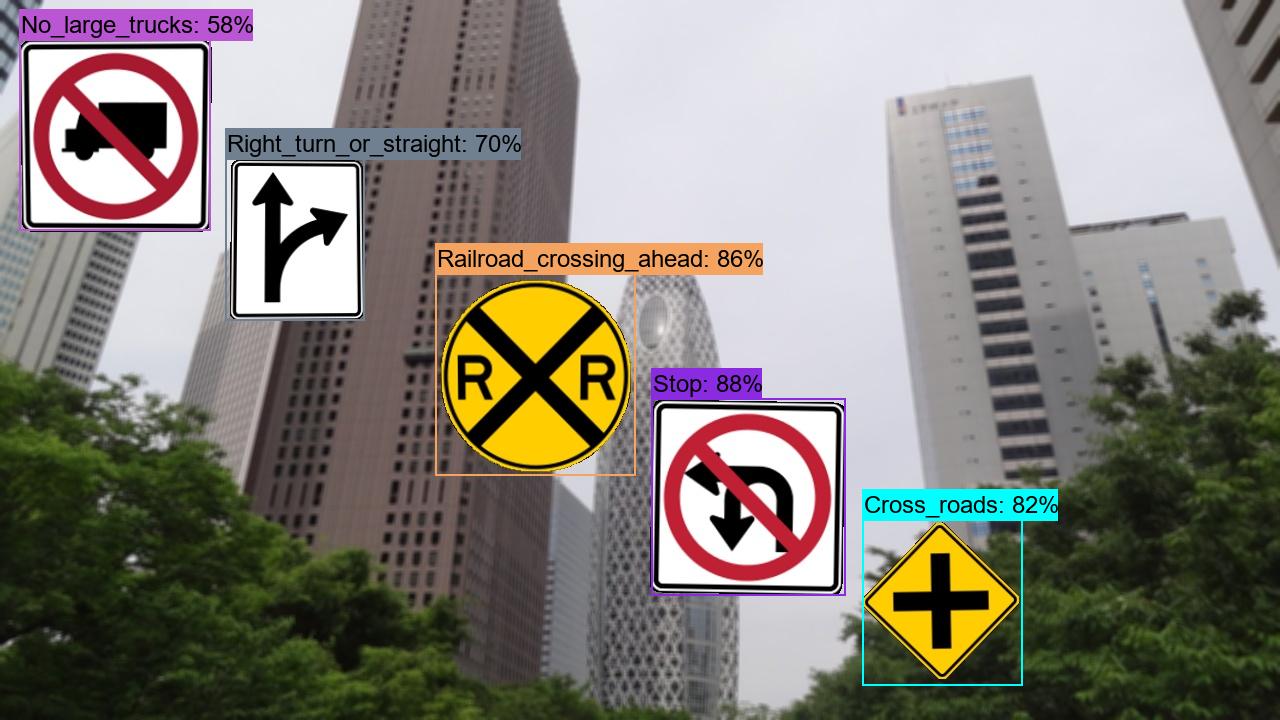 No_large_trucks: 58%
Right_turn_or_straight: 70%
Railroad_crossing_ahead: 86%
R R
Stop: 88%
Cross_roads: 82%